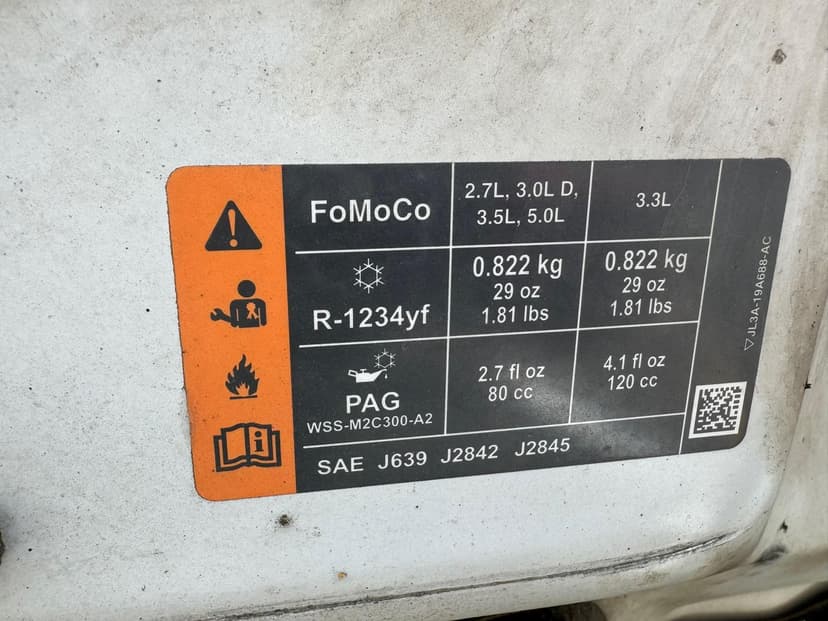 FoMoCo
2.7L, 3.0L D,
3.5L, 5.0L
3.3L
R-1234yf
0.822 kg
29 oz
1.81 lbs
0.822 kg
29 oz
1.81 lbs
PAG
WSS-M2C300-A2
2.7 fl oz
80 cc
4.1 fl oz
120 cc
SAE J639 J2842 J2845
JL3A-19A688-AC